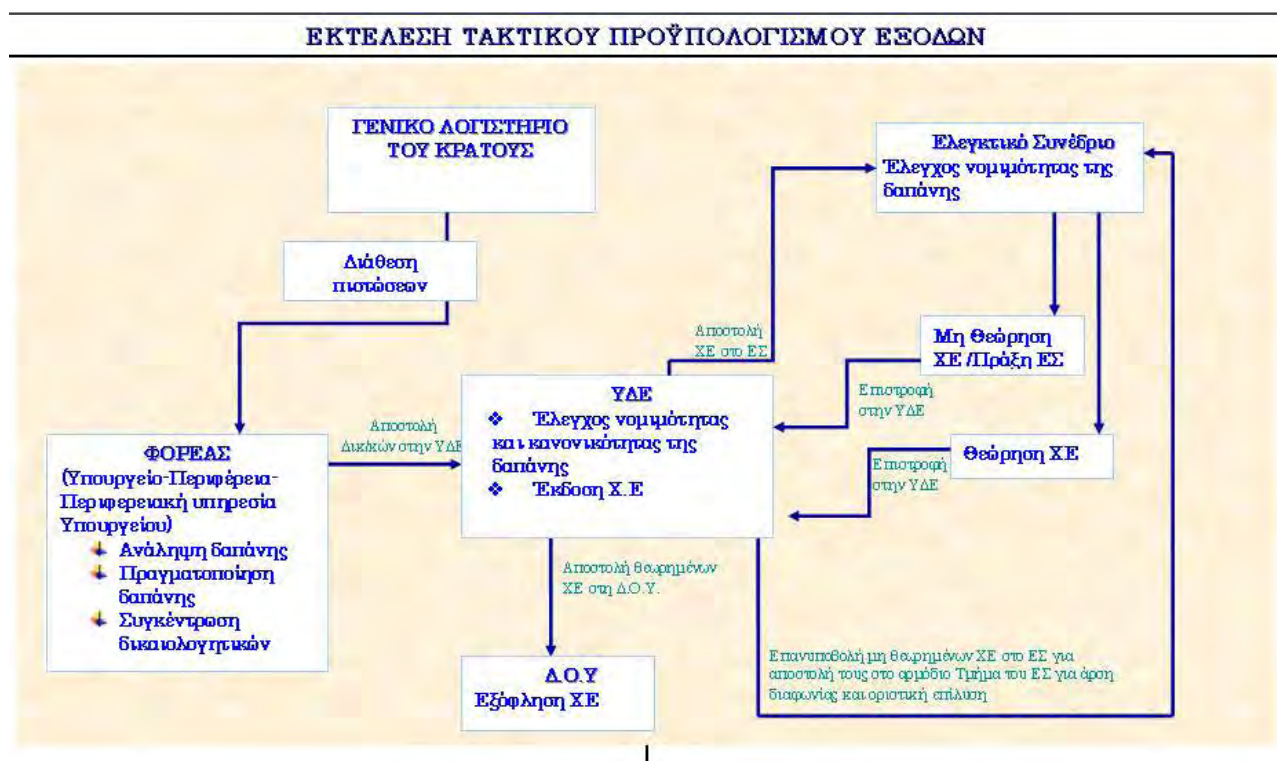 ΕΚΤΕΛΕΣΗ ΤΑΚΤΙΚΟΥ ΠΡΟΫΠΟΛΟΓΙΣΜΟΥ ΕΞΟΔΩΝ
ΓΕΝΙΚΟ ΛΟΓΙΣΤΗΡΙΟ
ΤΟΥ ΚΡΑΤΟΥΣ
Διάθεση
πιστώσεων
ΦΟΡΕΑΣ
(Υπουργείο-Περιφέρεια-
Περιφερειακή υπηρεσία
Υπουργείου)
Ανάληψη δαπάνης
Πραγματοποίηση
δαπάνης
Συγκέντρωση
δικαιολογητικών
Αποστολή
Δικ/κών στην ΥΔΕ
ΥΔΕ
❖ Έλεγχος νομιμότητας
και κανονικότητας της
δαπάνης
❖ Έκδοση Χ.Ε
Αποστολή
ΧΕ στο ΕΣ
Ελεγκτικό Συνέδριο
Έλεγχος νομιμότητας της
δαπάνης
Μη Θεώρηση
ΧΕ /Πράξη ΕΣ
Επιστροφή
στην ΥΔΕ
Θεώρηση ΧΕ
Επιστροφή
στην ΥΔΕ
Αποστολή θεωρημένων
ΧΕ στη Δ.Ο.Υ.
Δ.Ο.Υ
Εξόφληση ΧΕ
Επανυποβολή μη θεωρημένων ΧΕ στο ΕΣ για
αποστολή τους στο αρμόδιο Τμήμα του ΕΣ για άρση
διαφωνίας και οριστική επίλυση